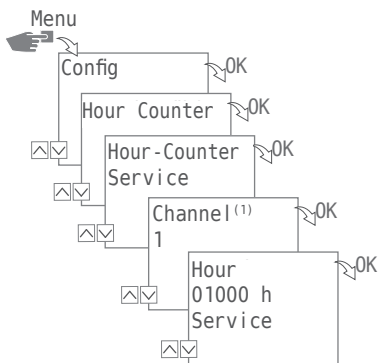 Menu
Config
OK
Hour Counter
OK
Hour-Counter
Service
OK
Channel(1)
1
OK
Hour
01000 h
Service
OK